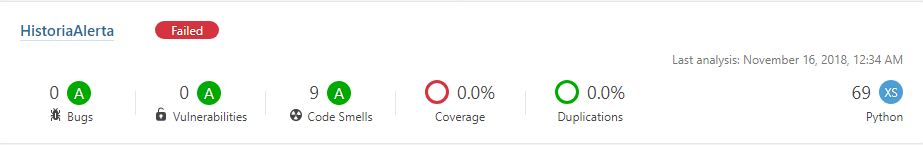 HistoriaAlerta Failed
Last analysis: November 16, 2018, 12:34 AM
0 A 0 A 9 A 0.0% 0.0% 69 XS
Bugs Vulnerabilities Code Smells Coverage Duplications Python